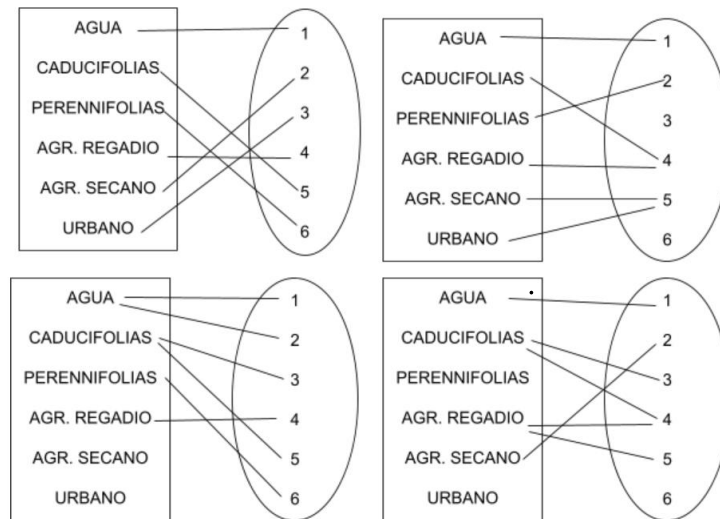 AGUA
1
CADUCIFOLIAS
2
PERENNIFOLIAS
3
AGR. REGADIO
4
AGR. SECANO
5
URBANO
6
AGUA
1
CADUCIFOLIAS
2
PERENNIFOLIAS
3
AGR. REGADIO
4
AGR. SECANO
5
URBANO
6
AGUA
1
CADUCIFOLIAS
2
PERENNIFOLIAS
3
AGR. REGADIO
4
AGR. SECANO
5
URBANO
6
AGUA
1
CADUCIFOLIAS
2
PERENNIFOLIAS
3
AGR. REGADIO
4
AGR. SECANO
5
URBANO
6